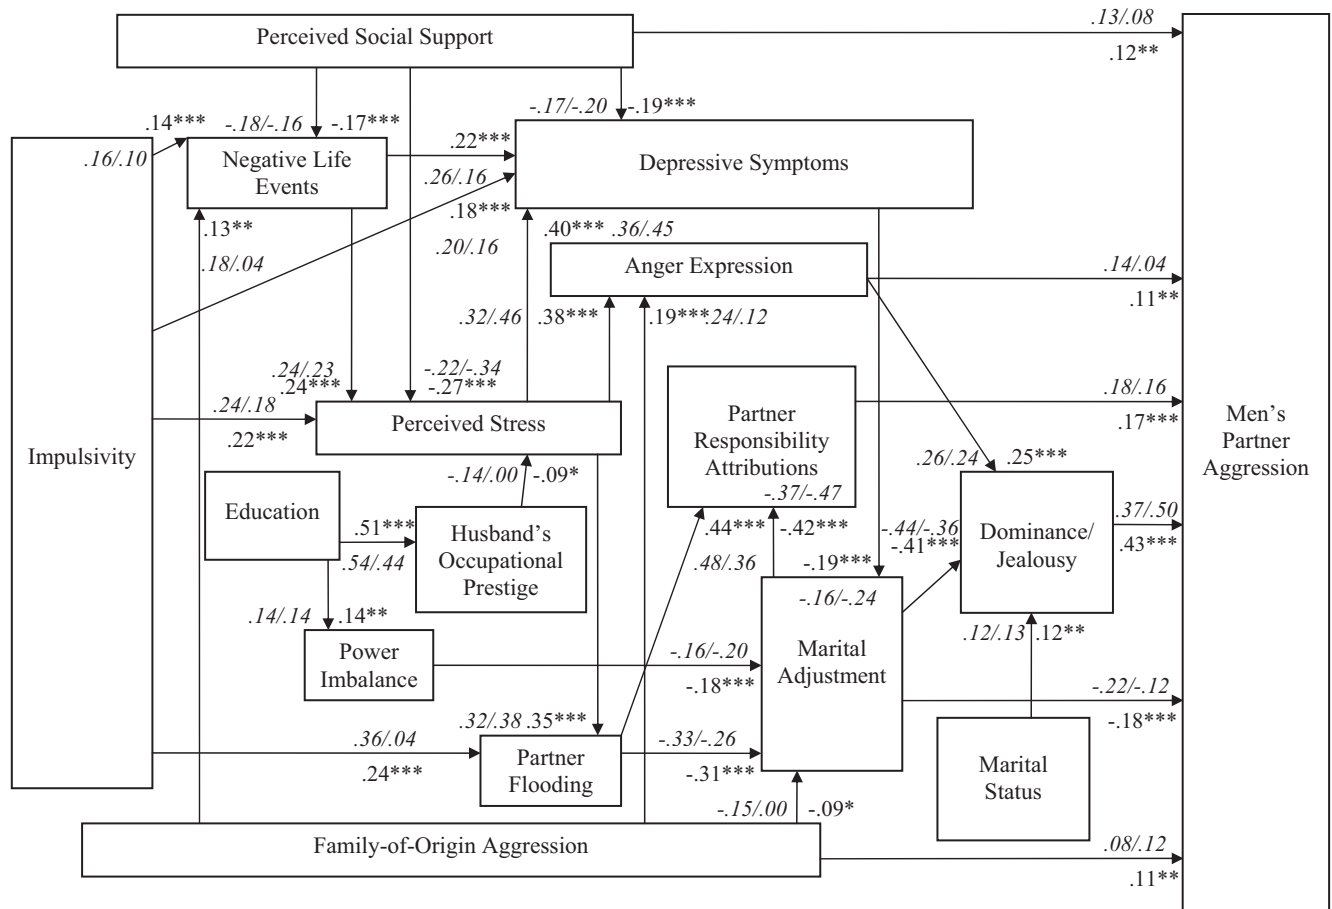 .13/.08
Perceived Social Support
.12**
-.17/-.20 -.19***
.14*** -.18/-.16 -.17***
.22***
.16/.10
Negative Life
Events
Depressive Symptoms
.26/.16
.18***
.13**
.40*** .36/.45
.20/.16
.18/.04
Anger Expression
.14/.04
.11**
.32/.46 .38*** .19*** .24/.12
.24/.23 -.22/-.34
.24*** -.27***
.18/.16
.24/.18
Perceived Stress
Partner
Responsibility
Attributions
.17***
Men's
Partner
Aggression
.22***
Impulsivity
.26/.24 .25***
-.14/.00 -.09*
-.37/-.47
Education
.51***
.54/.44
Husband's
Occupational
Prestige
.44*** -.42***
-.44/-.36
-.41***
Dominance/
Jealousy
.37/.50
.43***
.48/.36
-.19***
-.16/-.24
.14/.14 .14**
.12/.13 .12**
Power
Imbalance
-.16/-.20
-.18***
Marital
Adjustment
-.22/-.12
-.18***
.32/.38 .35***
.36/.04
.24***
Partner
Flooding
-.33/-.26
-.31***
Marital
Status
-.15/.00 -.09*
Family-of-Origin Aggression
.08/.12
.11**